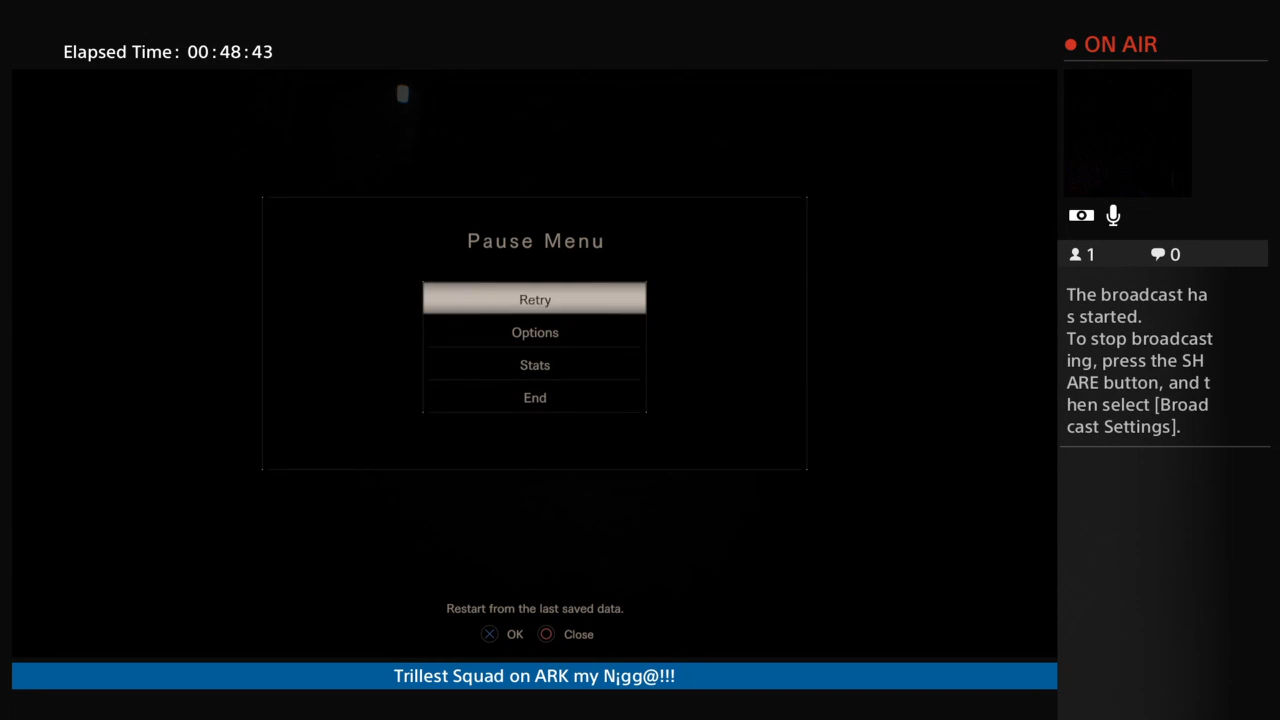 Elapsed Time: 00:48:43
ON AIR
1 0
The broadcast ha
s started.
To stop broadcast
ing, press the SH
ARE button, and t
hen select [Broad
cast Settings].
Pause Menu
Retry
Options
Stats
End
Restart from the last saved data.
OK Close
Trillest Squad on ARK my N¡gg@!!!